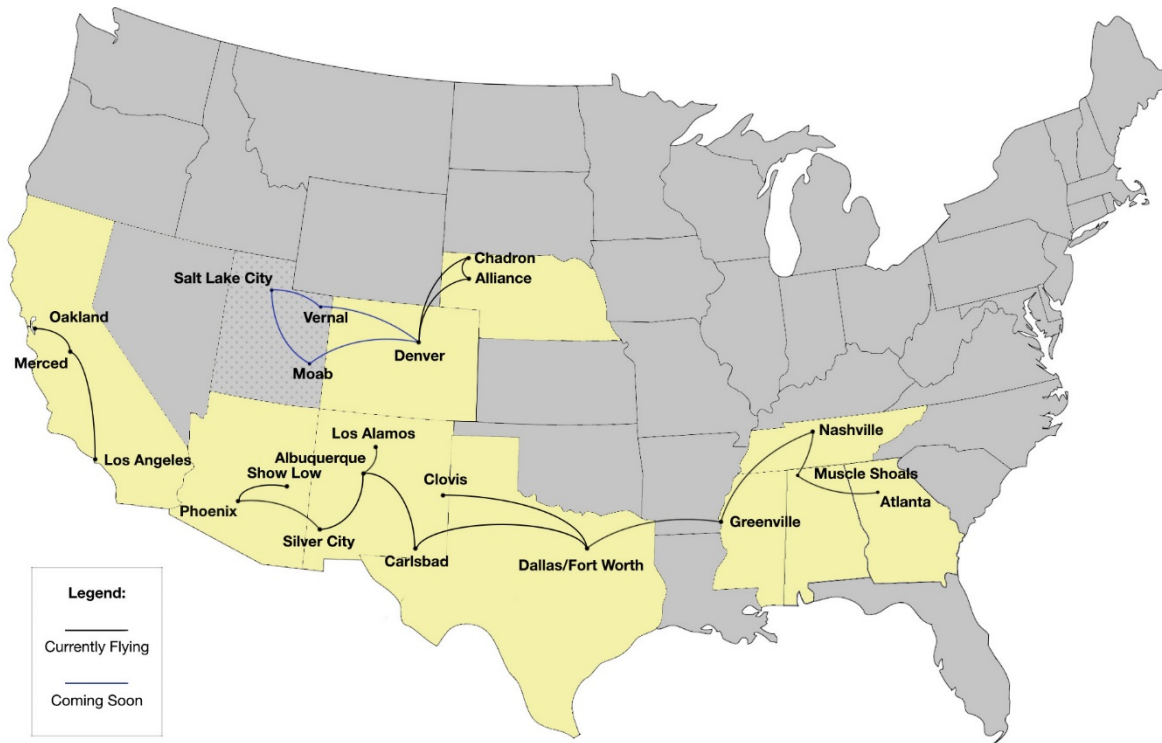 Chadron
Alliance
Salt Lake City
Vernal
Oakland
Denver
Merced
Moab
Los Alamos
Nashville
Albuquerque
Los Angeles
Show Low
Clovis
Muscle Shoals
Atlanta
Phoenix
Greenville
Silver City
Carlsbad
Dallas/Fort Worth
Legend:
Currently Flying
Coming Soon